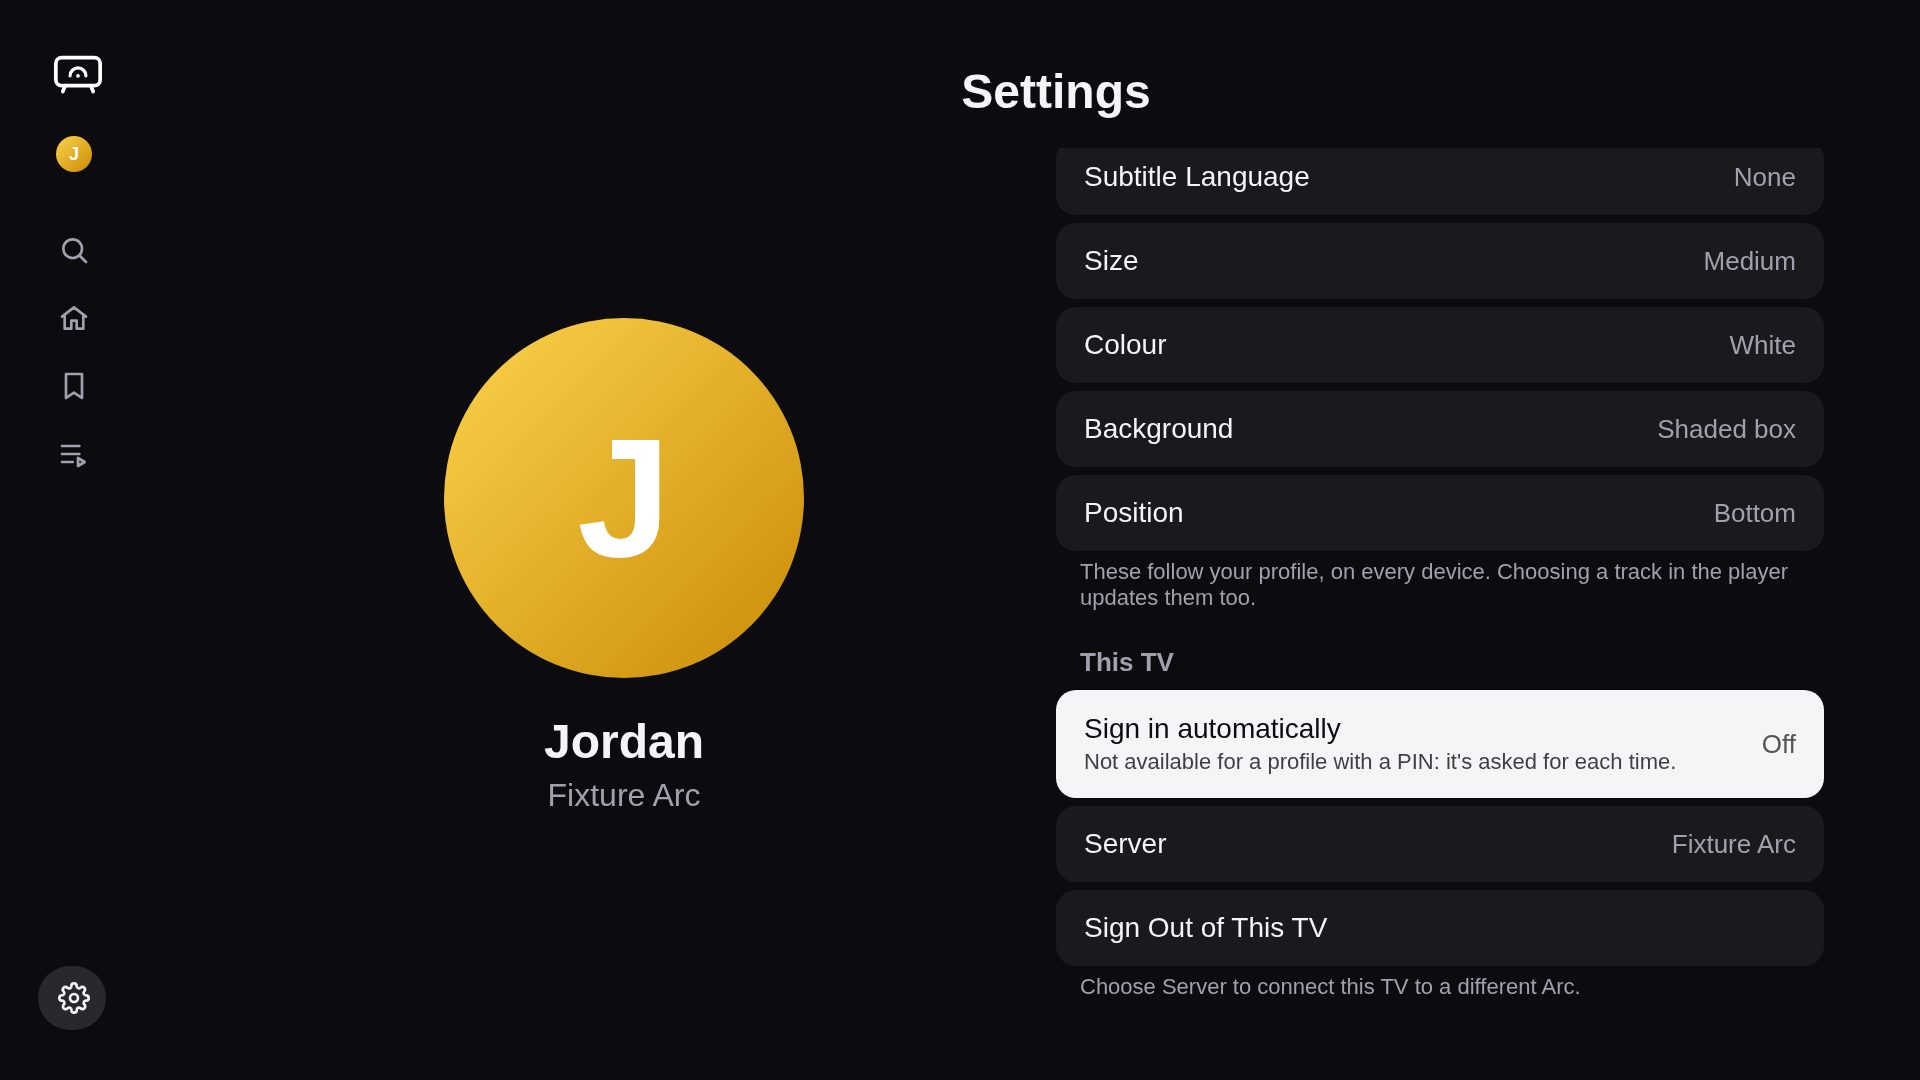 J
Settings
Subtitle Language None
Size Medium
Colour White
Background Shaded box
Position Bottom
These follow your profile, on every device. Choosing a track in the player
updates them too.
This TV
Sign in automatically Off
Not available for a profile with a PIN: it's asked for each time.
Server Fixture Arc
Sign Out of This TV
Choose Server to connect this TV to a different Arc.
J
Jordan
Fixture Arc